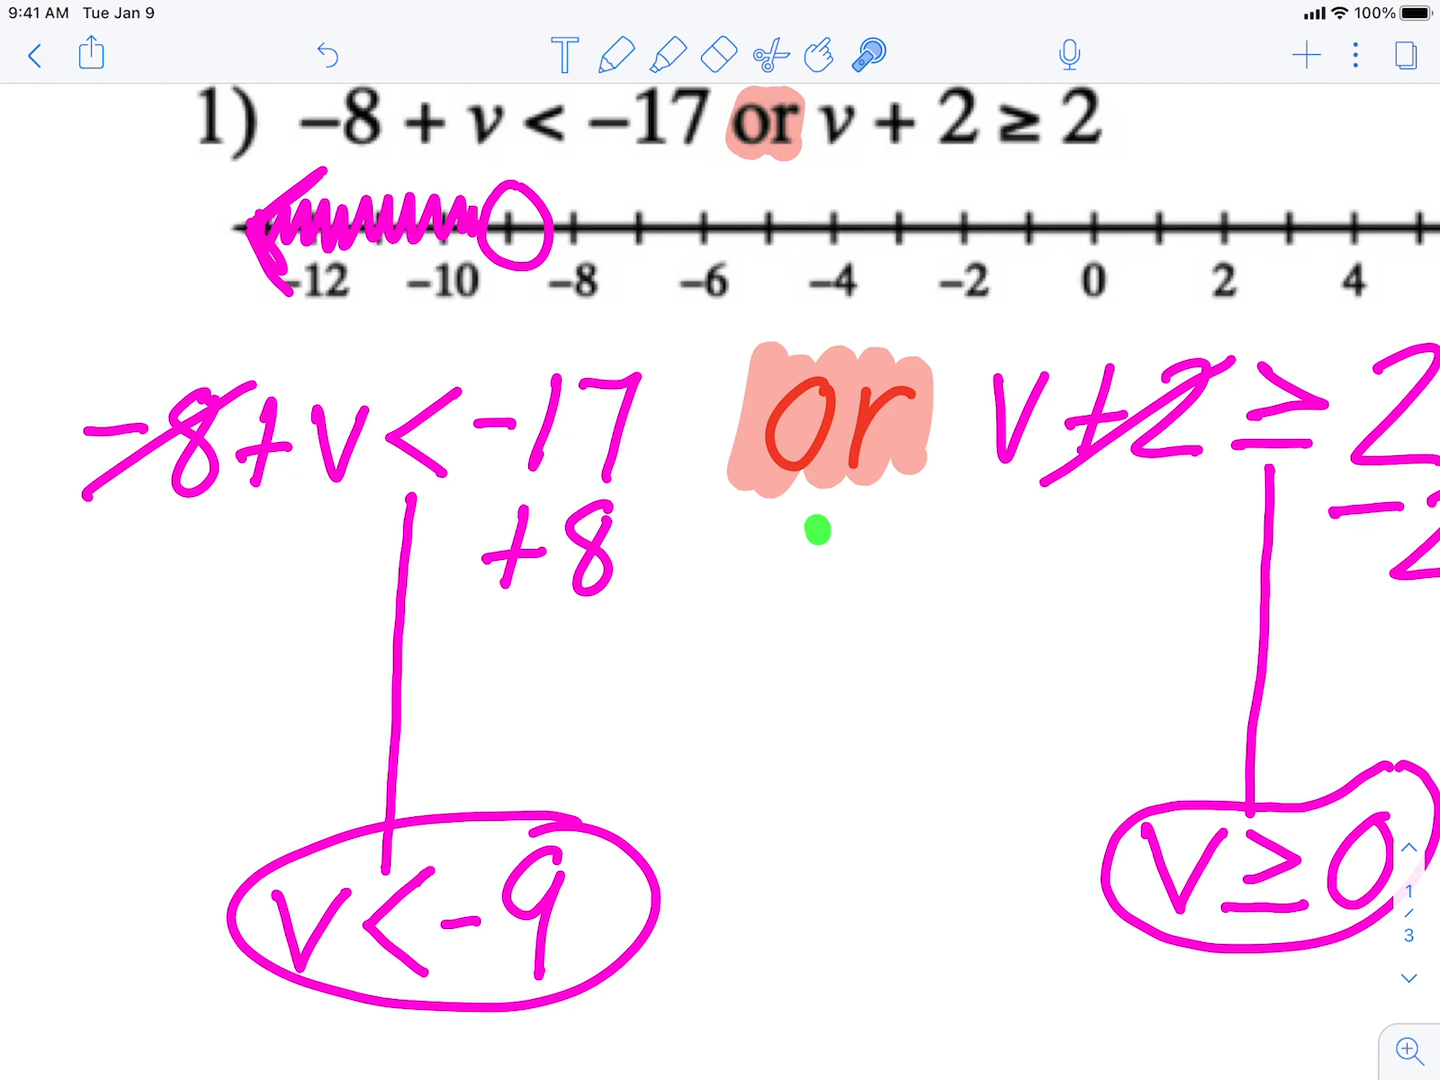 9:41 AM Tue Jan 9 100%
1) −8 + v < −17 or v + 2 ≥ 2
-12 −10 −8 −6 −4 −2 0 2 4
-8+v<-17 or v+2≥2
+8 -2
v<-9 v≥0
1
/
3